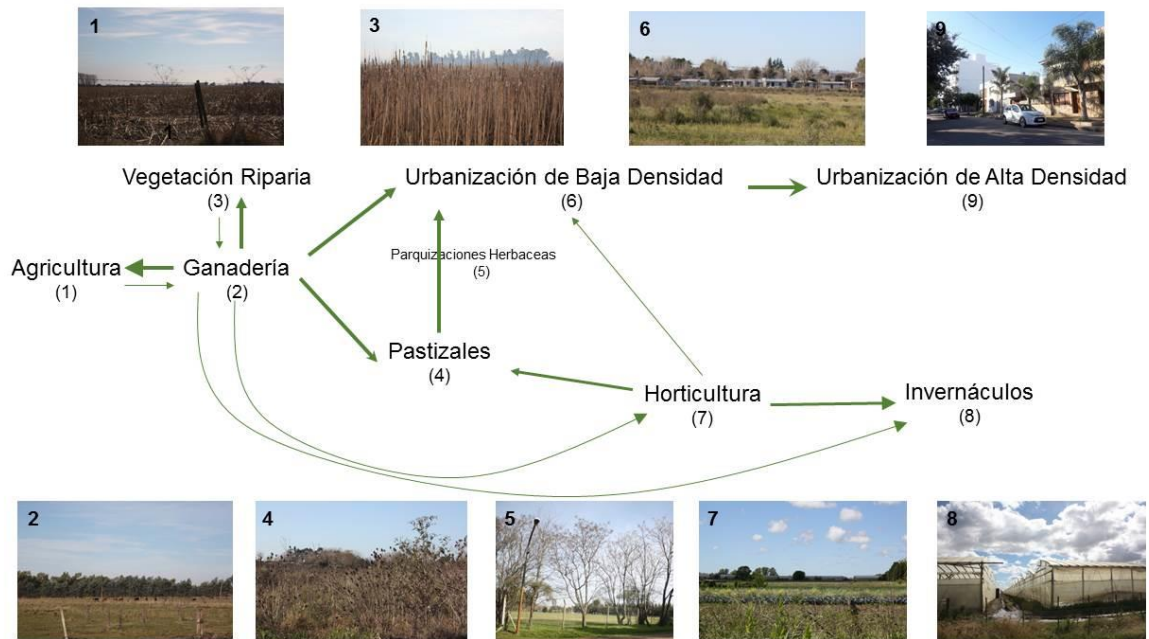 1
3
6
9
Vegetación Riparia
(3)
Urbanización de Baja Densidad
(6)
Urbanización de Alta Densidad
(9)
Agricultura
(1)
Ganadería
(2)
Parquizaciones Herbaceas
(5)
Pastizales
(4)
Horticultura
(7)
Invernáculos
(8)
2
4
5
7
8